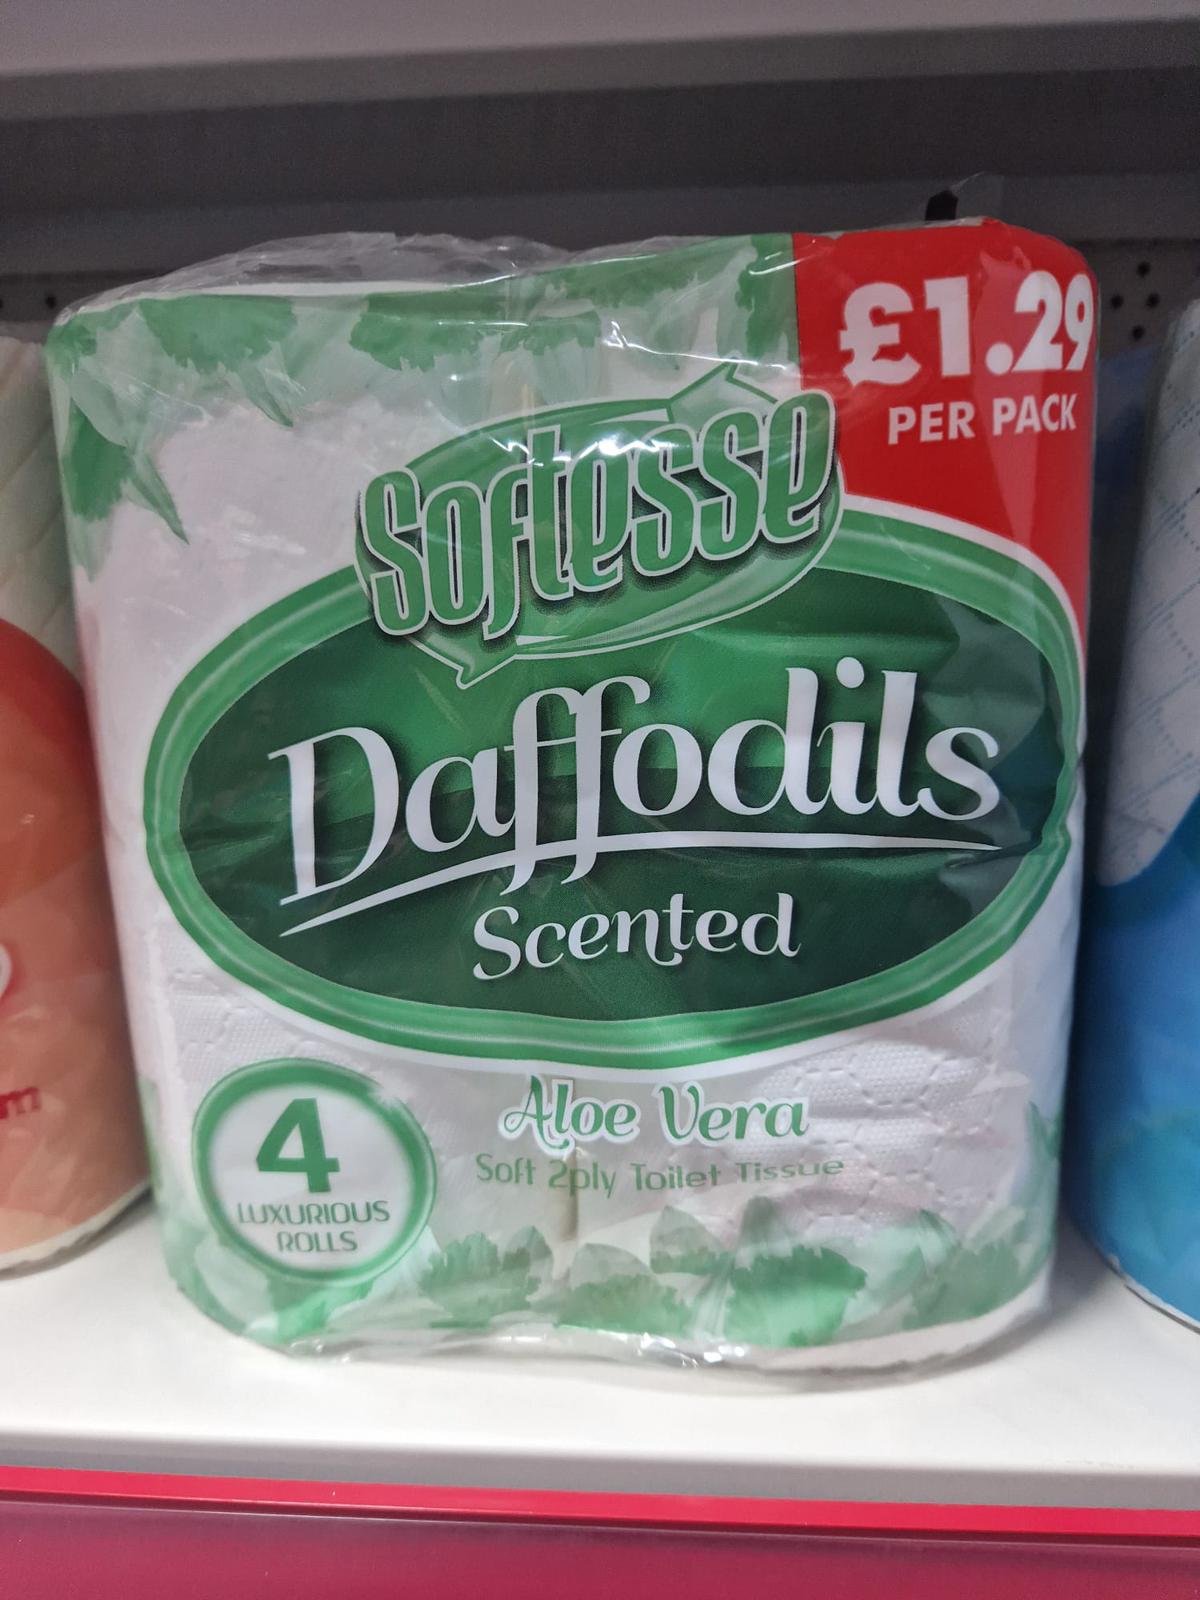 £1.29
PER PACK
Softesse
Daffodils
Scented
Aloe Vera
Soft 2ply Toilet Tissue
4
LUXURIOUS
ROLLS